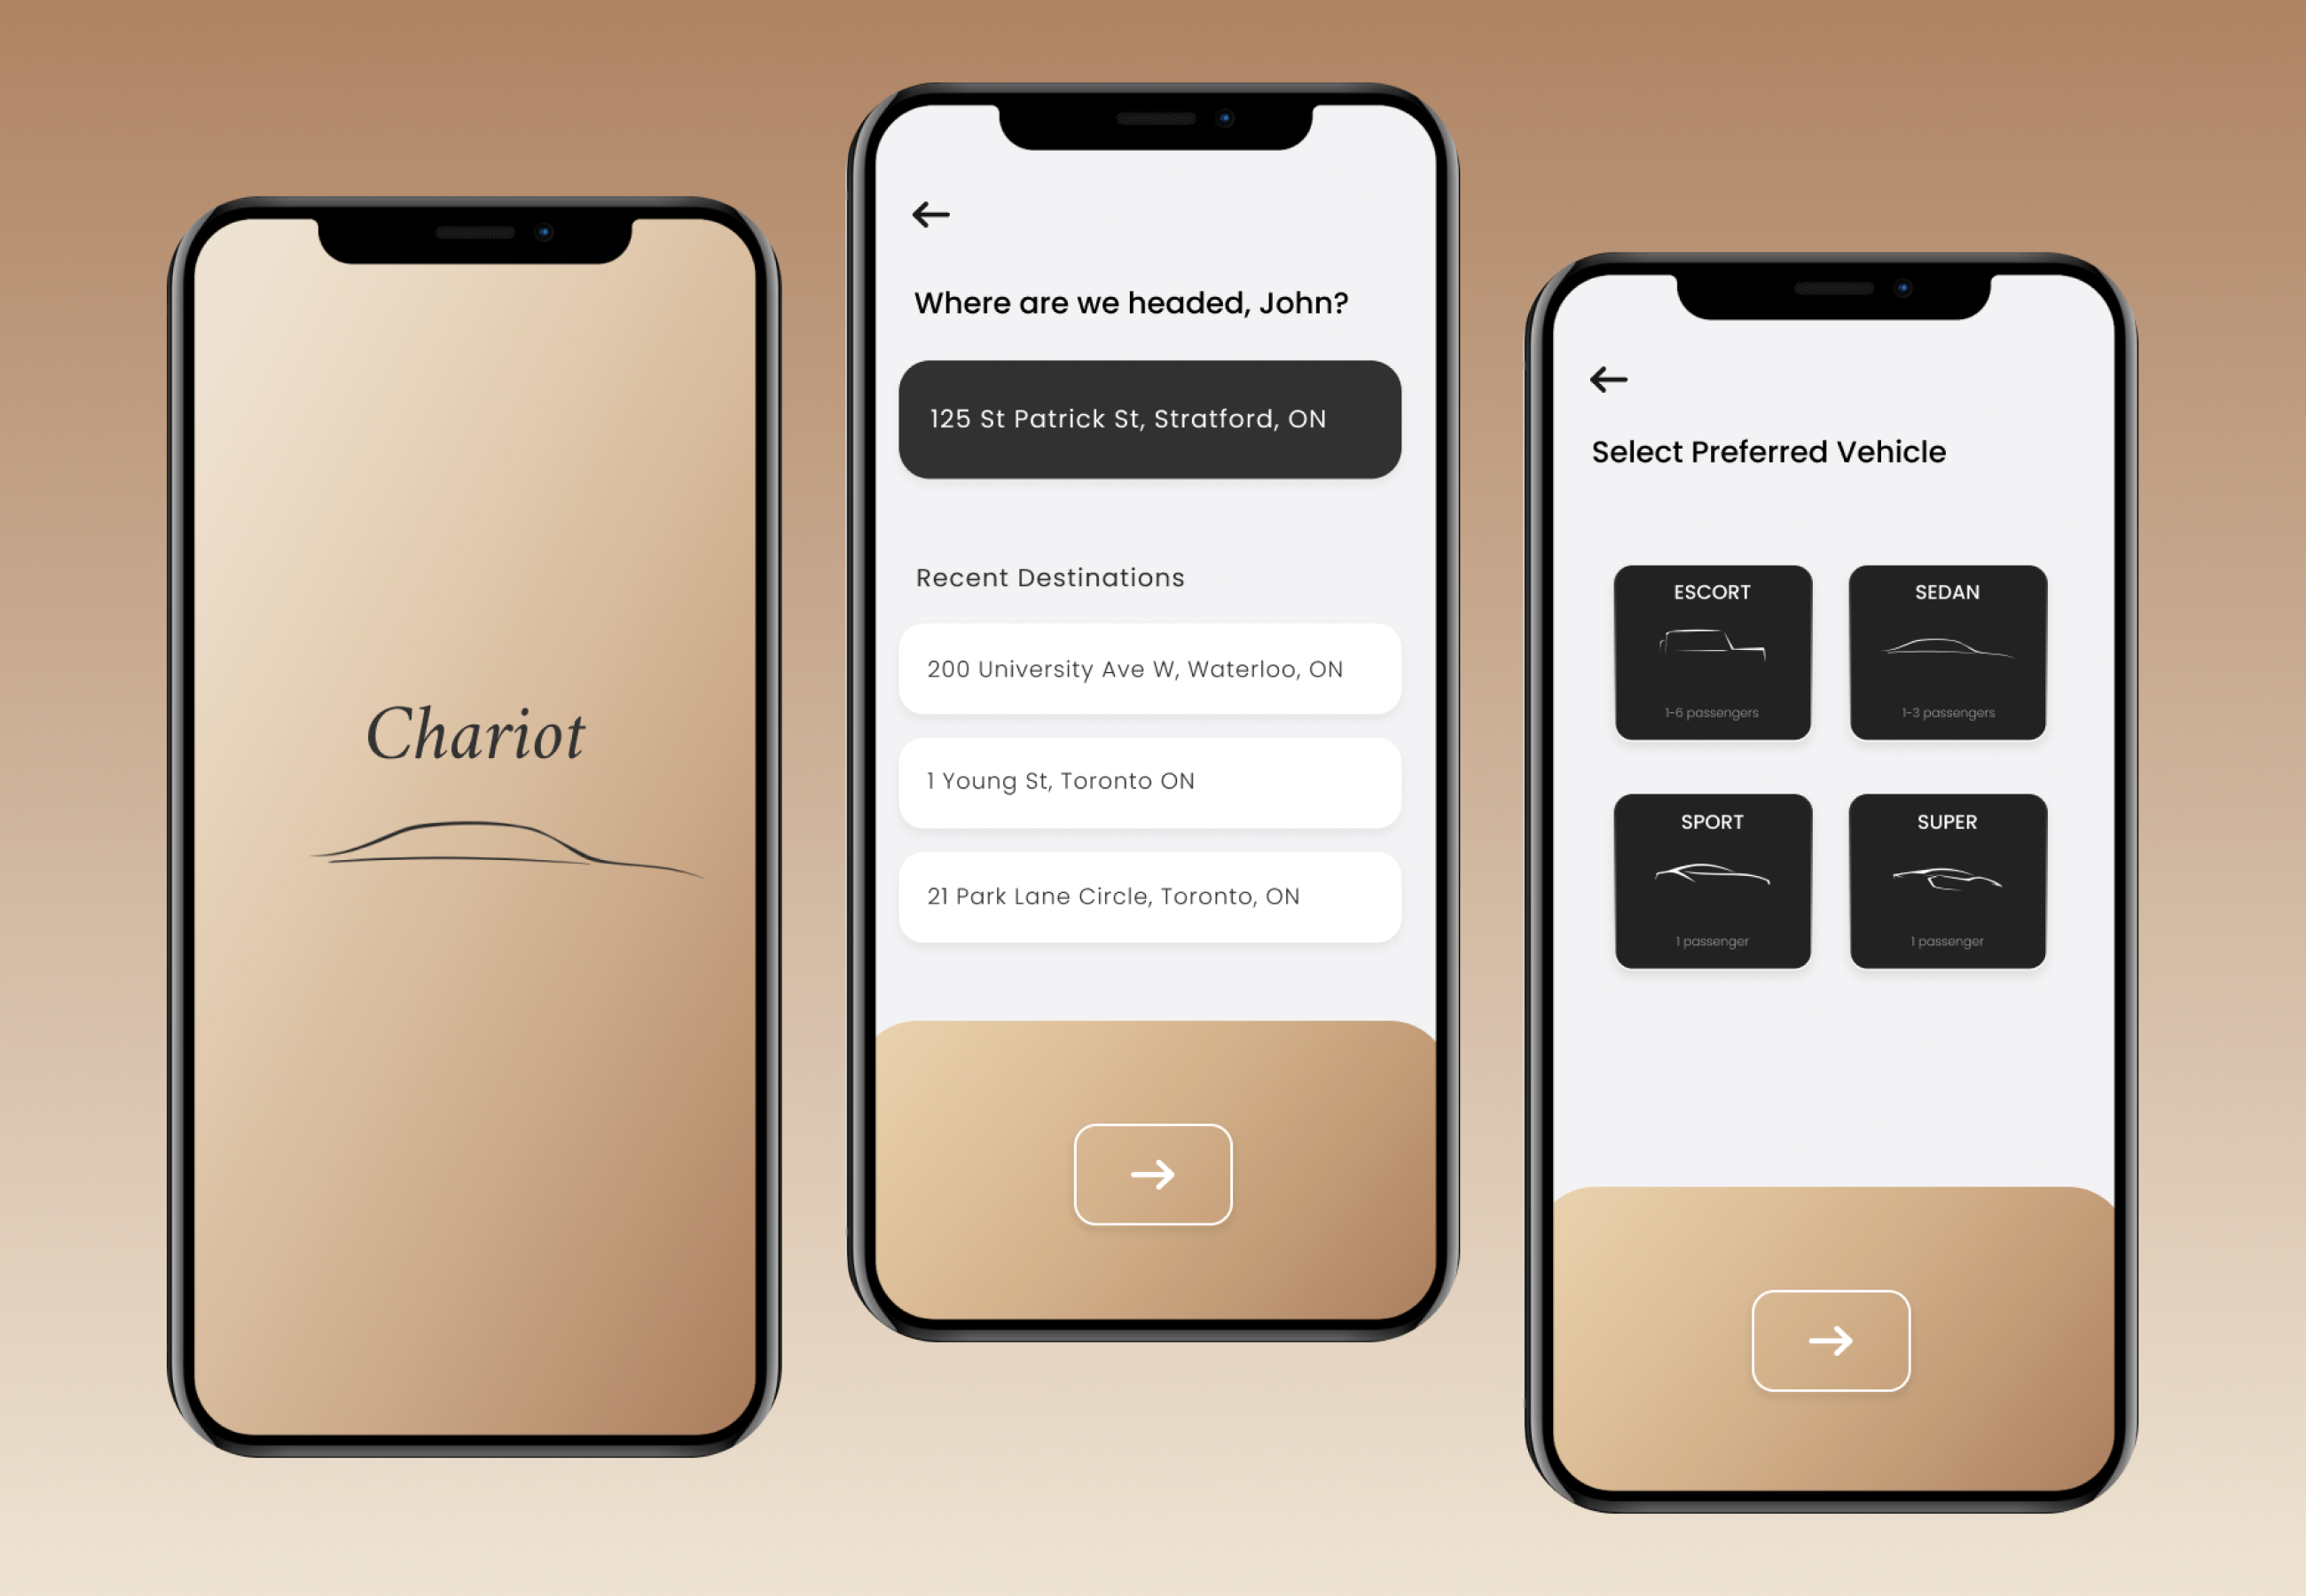 Chariot
Where are we headed, John?
125 St Patrick St, Stratford, ON
Recent Destinations
200 University Ave W, Waterloo, ON
1 Young St, Toronto ON
21 Park Lane Circle, Toronto, ON
Select Preferred Vehicle
ESCORT
1-6 passengers
SEDAN
1-3 passengers
SPORT
1 passenger
SUPER
1 passenger